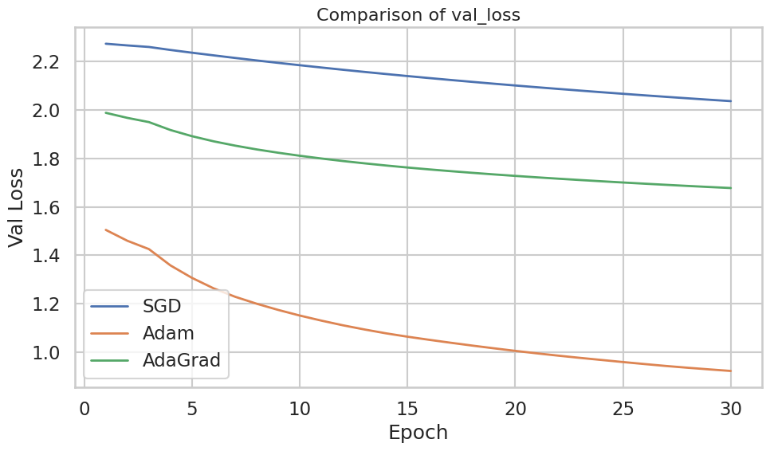 Comparison of val_loss
Val Loss
2.2
2.0
1.8
1.6
1.4
1.2
1.0
SGD
Adam
AdaGrad
0 5 10 15 20 25 30
Epoch